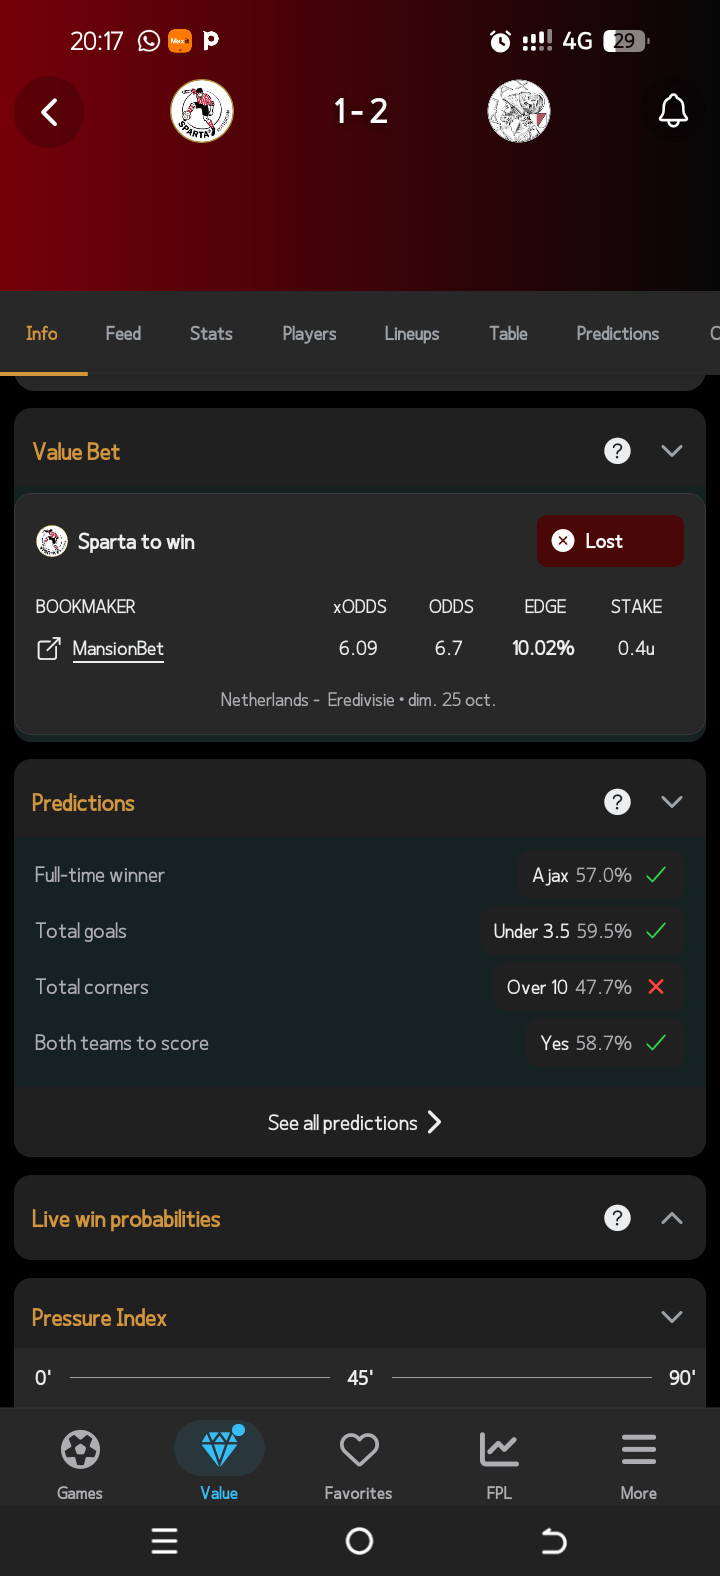 20:17 Maxit 4G 29
SPARTA 1-2
Info Feed Stats Players Lineups Table Predictions
Value Bet ?
Sparta to win Lost
BOOKMAKER xODDS ODDS EDGE STAKE
MansionBet 6.09 6.7 10.02% 0.4u
Netherlands - Eredivisie • dim. 25 oct.
Predictions ?
Full-time winner Ajax 57.0%
Total goals Under 3.5 59.5%
Total corners Over 10 47.7%
Both teams to score Yes 58.7%
See all predictions
Live win probabilities ?
Pressure Index
0' 45' 90'
Games Value Favorites FPL More